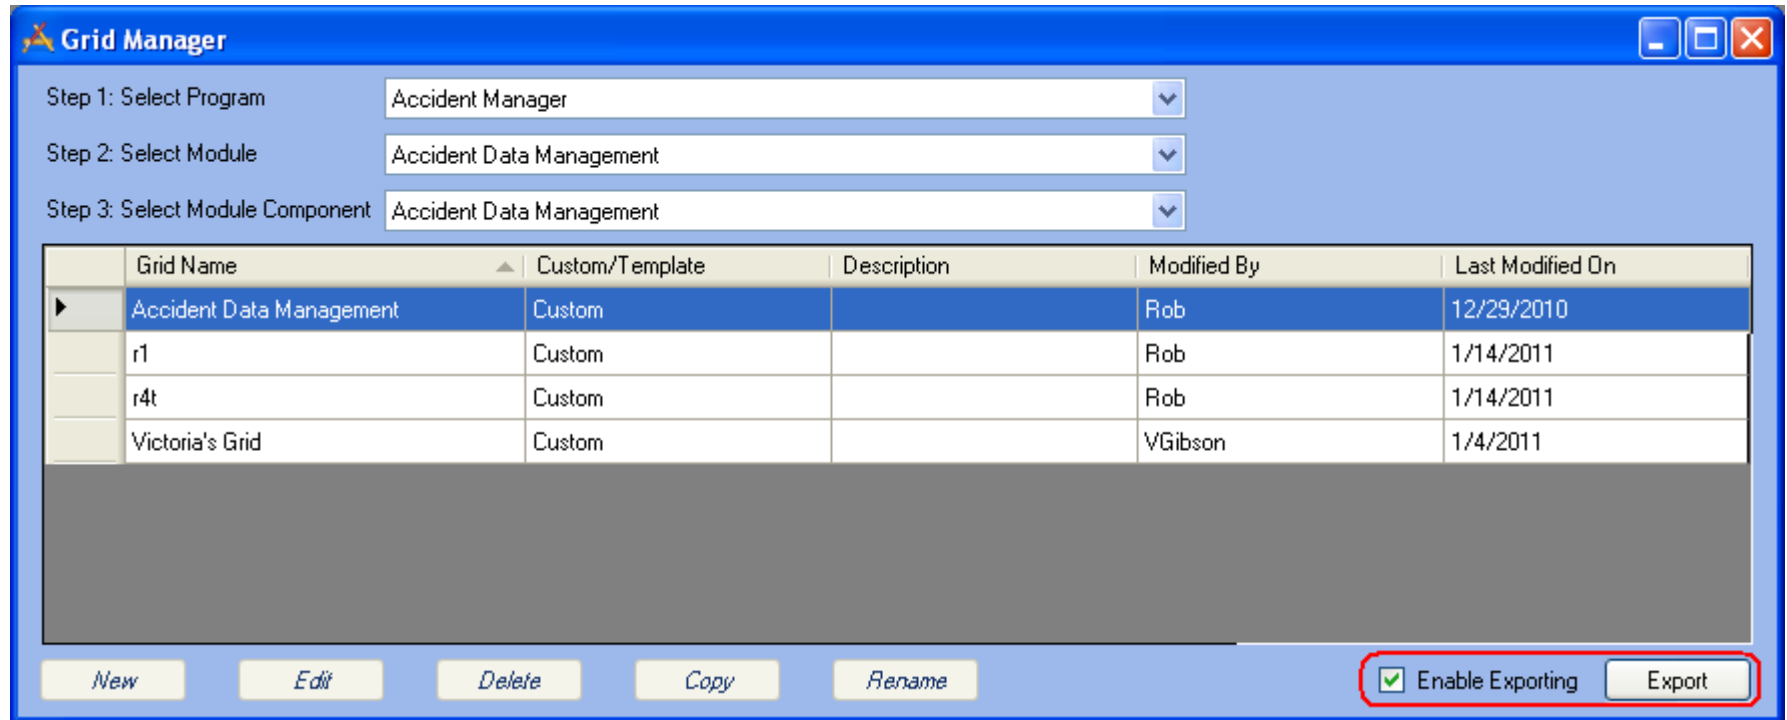 Grid Manager
Step 1: Select Program Accident Manager
Step 2: Select Module Accident Data Management
Step 3: Select Module Component Accident Data Management
Grid Name Custom/Template Description Modified By Last Modified On
Accident Data Management Custom Rob 12/29/2010
r1 Custom Rob 1/14/2011
r4t Custom Rob 1/14/2011
Victoria's Grid Custom VGibson 1/4/2011
New Edit Delete Copy Rename Enable Exporting Export